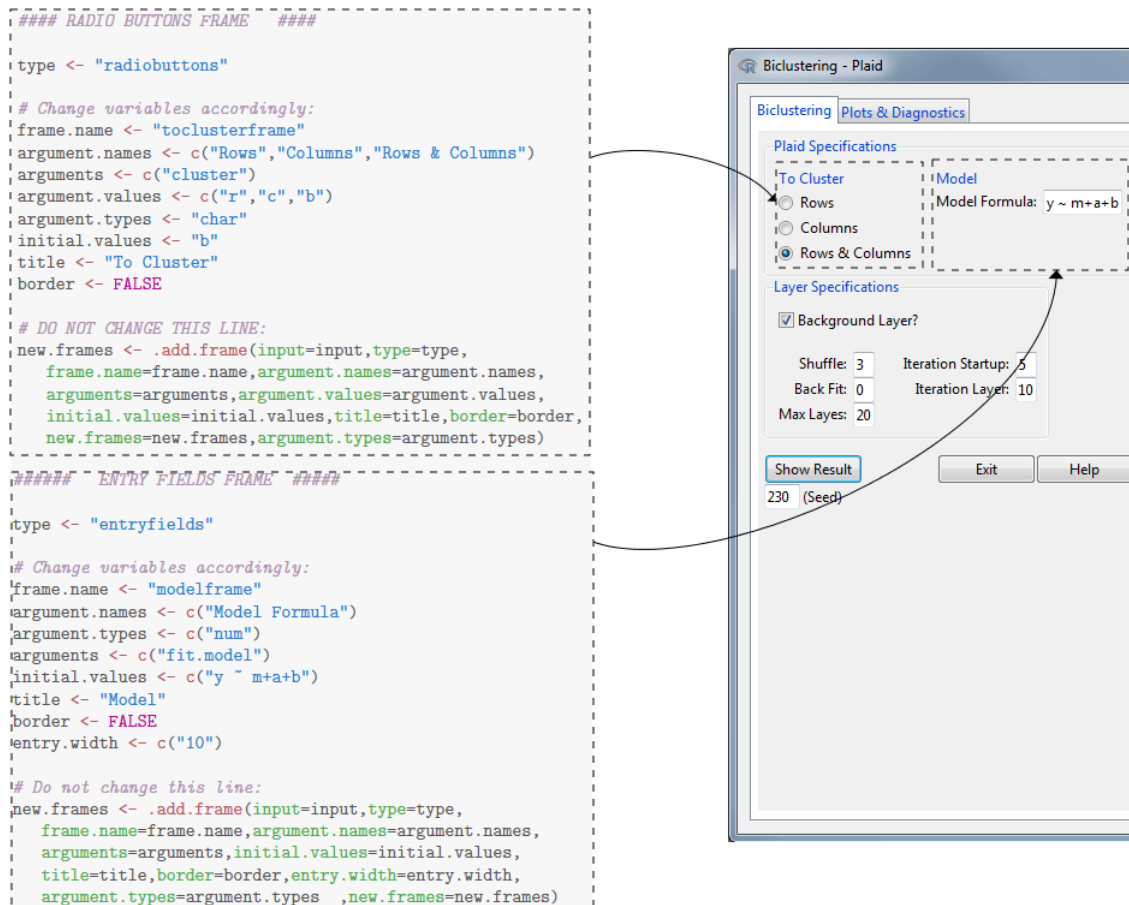 #### RADIO BUTTONS FRAME ####
type <- "radiobuttons"
# Change variables accordingly:
frame.name <- "toclusterframe"
argument.names <- c("Rows","Columns","Rows & Columns")
arguments <- c("cluster")
argument.values <- c("r","c","b")
argument.types <- "char"
initial.values <- "b"
title <- "To Cluster"
border <- FALSE
# DO NOT CHANGE THIS LINE:
new.frames <- .add.frame(input=input,type=type,
frame.name=frame.name,argument.names=argument.names,
arguments=arguments,argument.values=argument.values,
initial.values=initial.values,title=title,border=border,
new.frames=new.frames,argument.types=argument.types)
###### ENTRY FIELDS FRAME #####
type <- "entryfields"
# Change variables accordingly:
frame.name <- "modelframe"
argument.names <- c("Model Formula")
argument.types <- c("num")
arguments <- c("fit.model")
initial.values <- c("y ~ m+a+b")
title <- "Model"
border <- FALSE
entry.width <- c("10")
# Do not change this line:
new.frames <- .add.frame(input=input,type=type,
frame.name=frame.name,argument.names=argument.names,
arguments=arguments,initial.values=initial.values,
title=title,border=border,entry.width=entry.width,
argument.types=argument.types ,new.frames=new.frames)
Biclustering - Plaid
Biclustering Plots & Diagnostics
Plaid Specifications
To Cluster Model
Rows Model Formula: y ~ m+a+b
Columns
Rows & Columns
Layer Specifications
Background Layer?
Shuffle: 3 Iteration Startup: 5
Back Fit: 0 Iteration Layer: 10
Max Layes: 20
Show Result Exit Help
230 (Seed)